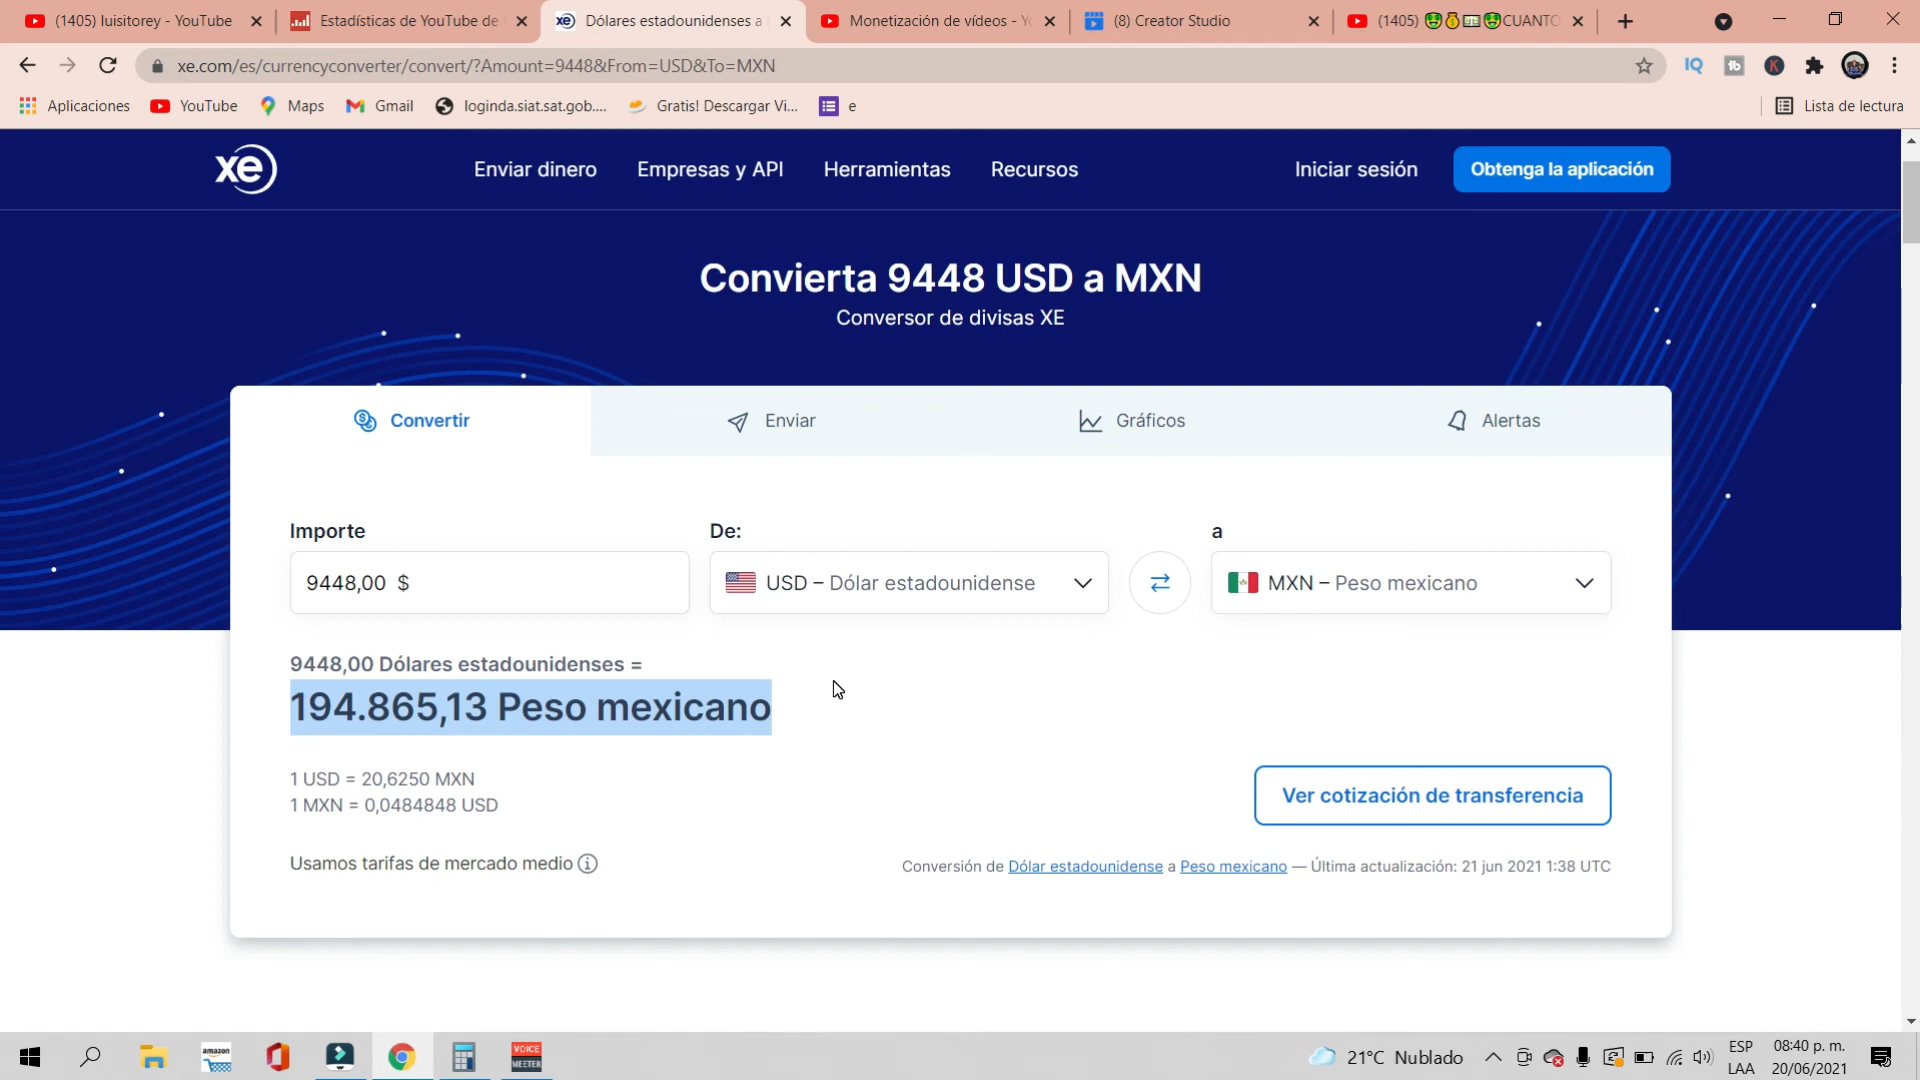 (1405) luisitorey - YouTube
Estadísticas de YouTube de
Dólares estadounidenses a
Monetización de vídeos - Yo
(8) Creator Studio
(1405) 🤑💰💵🤑CUANTO
xe.com/es/currencyconverter/convert/?Amount=9448&From=USD&To=MXN
Aplicaciones
YouTube
Maps
Gmail
loginda.siat.sat.gob....
Gratis! Descargar Vi...
e
Lista de lectura
xe
Enviar dinero
Empresas y API
Herramientas
Recursos
Iniciar sesión
Obtenga la aplicación
Convierta 9448 USD a MXN
Conversor de divisas XE
Convertir
Enviar
Gráficos
Alertas
Importe
De:
a
9448,00 $
USD – Dólar estadounidense
MXN – Peso mexicano
9448,00 Dólares estadounidenses =
194.865,13 Peso mexicano
1 USD = 20,6250 MXN
1 MXN = 0,0484848 USD
Ver cotización de transferencia
Usamos tarifas de mercado medio
Conversión de Dólar estadounidense a Peso mexicano — Última actualización: 21 jun 2021 1:38 UTC
amazon
VOICE
MEETER
21°C Nublado
ESP
LAA
08:40 p. m.
20/06/2021